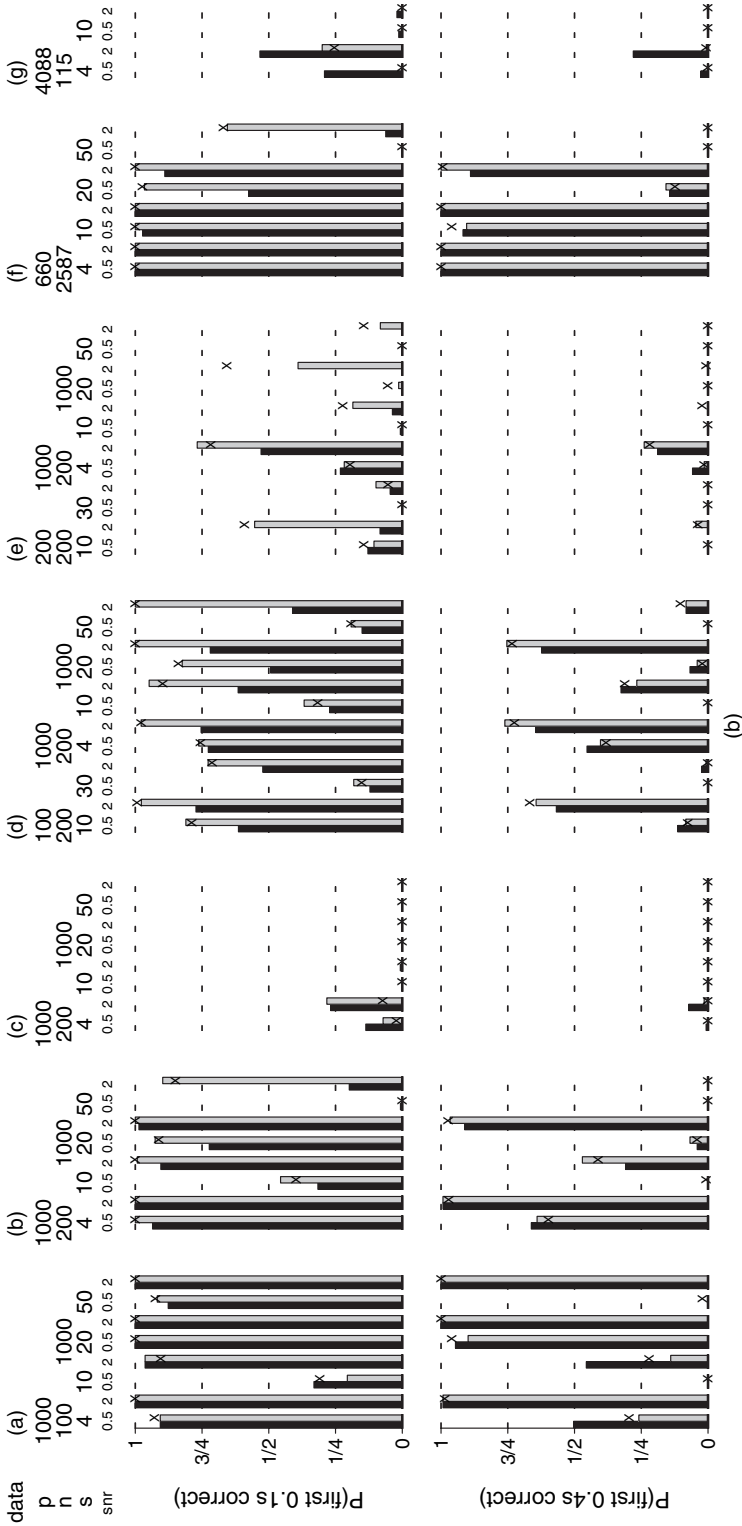 data (a) (b) (c) (d) (e) (f) (g)
p 1000 1000 1000 100 1000 200 1000 660 4088
n 100 1000 200 1000 200 1000 200 200 1000 200 200 1000 2587 115
s 4 10 20 50 4 10 20 50 4 10 20 50 10 30 4 10 20 50 10 30 4 10 20 50 4 10 20 50 4 10
snr 0.5 2 0.5 2 0.5 2 0.5 2 0.5 2 0.5 2 0.5 2 0.5 2 0.5 2 0.5 2 0.5 2 0.5 2 0.5 2 0.5 2 0.5 2 0.5 2 0.5 2 0.5 2 0.5 2 0.5 2 0.5 2 0.5 2 0.5 2 0.5 2 0.5 2 0.5 2 0.5 2 0.5 2 0.5 2 0.5 2
P(first 0.1s correct)
1
3/4
1/2
1/4
0
P(first 0.4s correct)
1
3/4
1/2
1/4
0
(b)